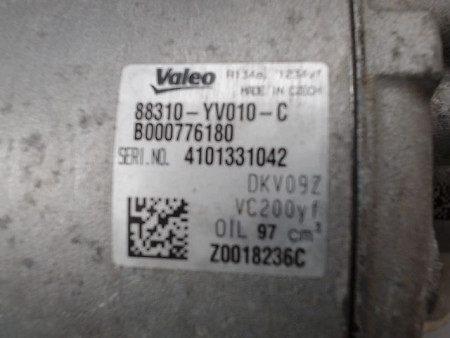 Valeo R134a, 1234yf
MADE IN CZECH
88310-YV010-C
B000776180
SERI.NO. 4101331042
DKV09Z
VC200yf
OIL 97 cm³
Z0018236C